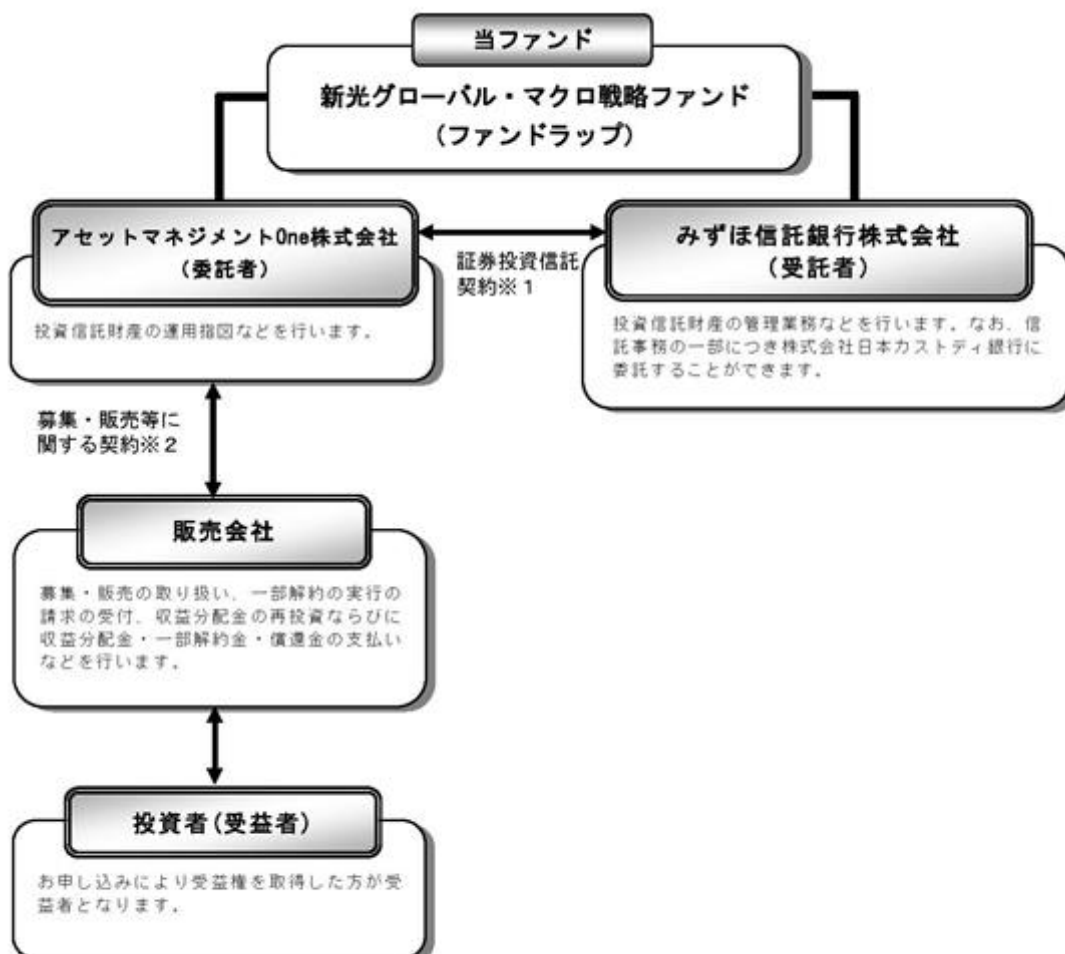 当ファンド
新光グローバル・マクロ戦略ファンド
（ファンドラップ）
アセットマネジメントOne株式会社
（委託者）
投資信託財産の運用指図などを行います。
証券投資信託
契約※１
みずほ信託銀行株式会社
（受託者）
投資信託財産の管理業務などを行います。なお、信
託事務の一部につき株式会社日本カストディ銀行に
委託することができます。
募集・販売等に
関する契約※２
販売会社
募集・販売の取り扱い、一部解約の実行の
請求の受付、収益分配金の再投資ならびに
収益分配金・一部解約金・償還金の支払い
などを行います。
投資者（受益者）
お申し込みにより受益権を取得した方が受
益者となります。